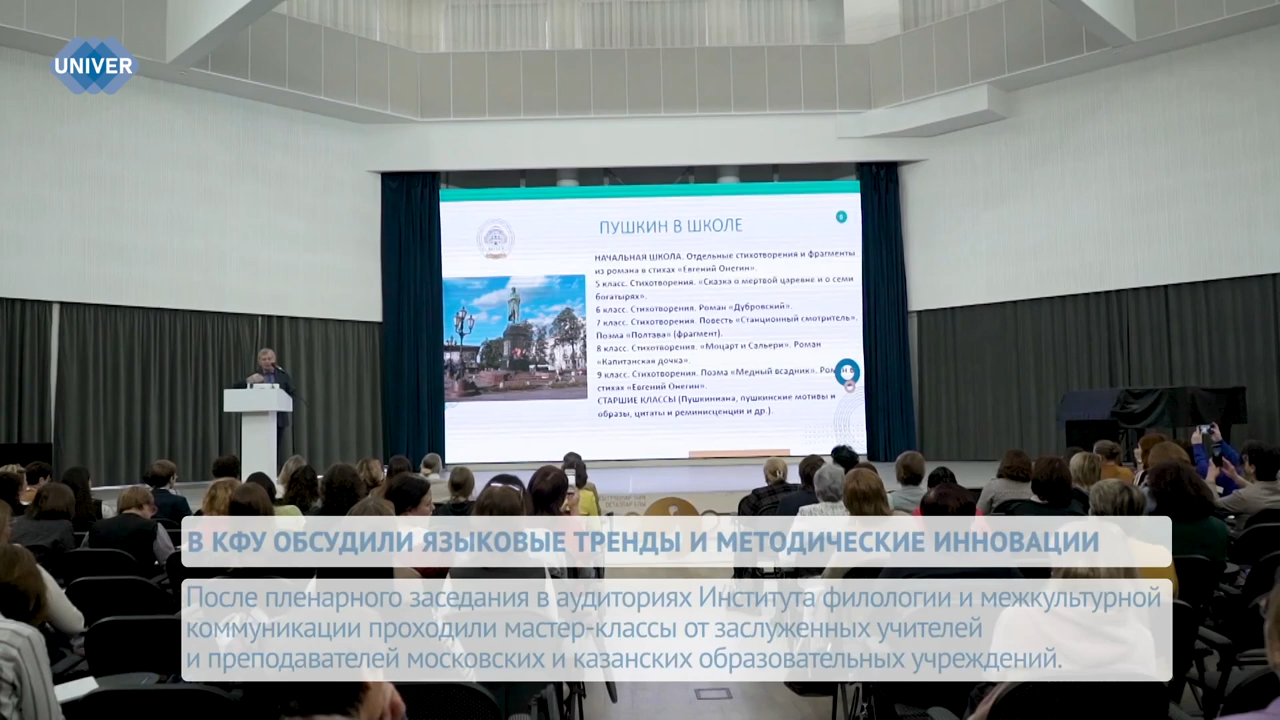 UNIVER
ПУШКИН В ШКОЛЕ
6
НАЧАЛЬНАЯ ШКОЛА. Отдельные стихотворения и фрагменты
из романа в стихах «Евгений Онегин».
5 класс. Стихотворения. «Сказка о мертвой царевне и о семи
богатырях».
6 класс. Стихотворения. Роман «Дубровский».
7 класс. Стихотворения. Повесть «Станционный смотритель».
Поэма «Полтава» (фрагмент).
8 класс. Стихотворения. «Моцарт и Сальери». Роман
«Капитанская дочка».
9 класс. Стихотворения. Поэма «Медный всадник». Роман в
стихах «Евгений Онегин».
СТАРШИЕ КЛАССЫ (Пушкиниана, пушкинские мотивы и
образы, цитаты и реминисценции и др.).
В КФУ ОБСУДИЛИ ЯЗЫКОВЫЕ ТРЕНДЫ И МЕТОДИЧЕСКИЕ ИННОВАЦИИ
После пленарного заседания в аудиториях Института филологии и межкультурной
коммуникации проходили мастер-классы от заслуженных учителей
и преподавателей московских и казанских образовательных учреждений.